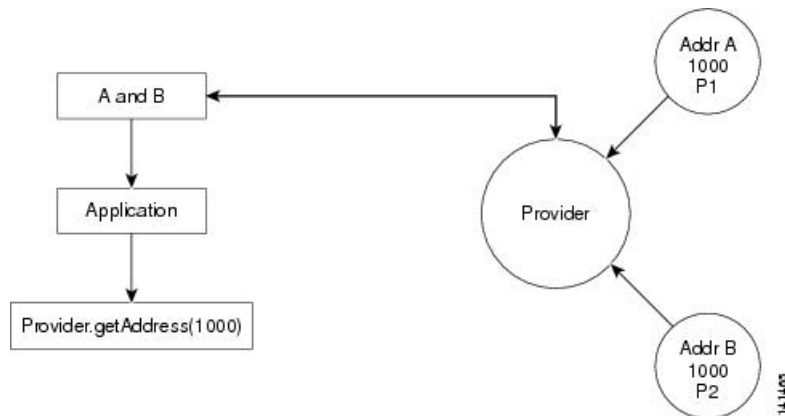 A and B
Application
Provider.getAddress(1000)
Provider
Addr A
1000
P1
Addr B
1000
P2